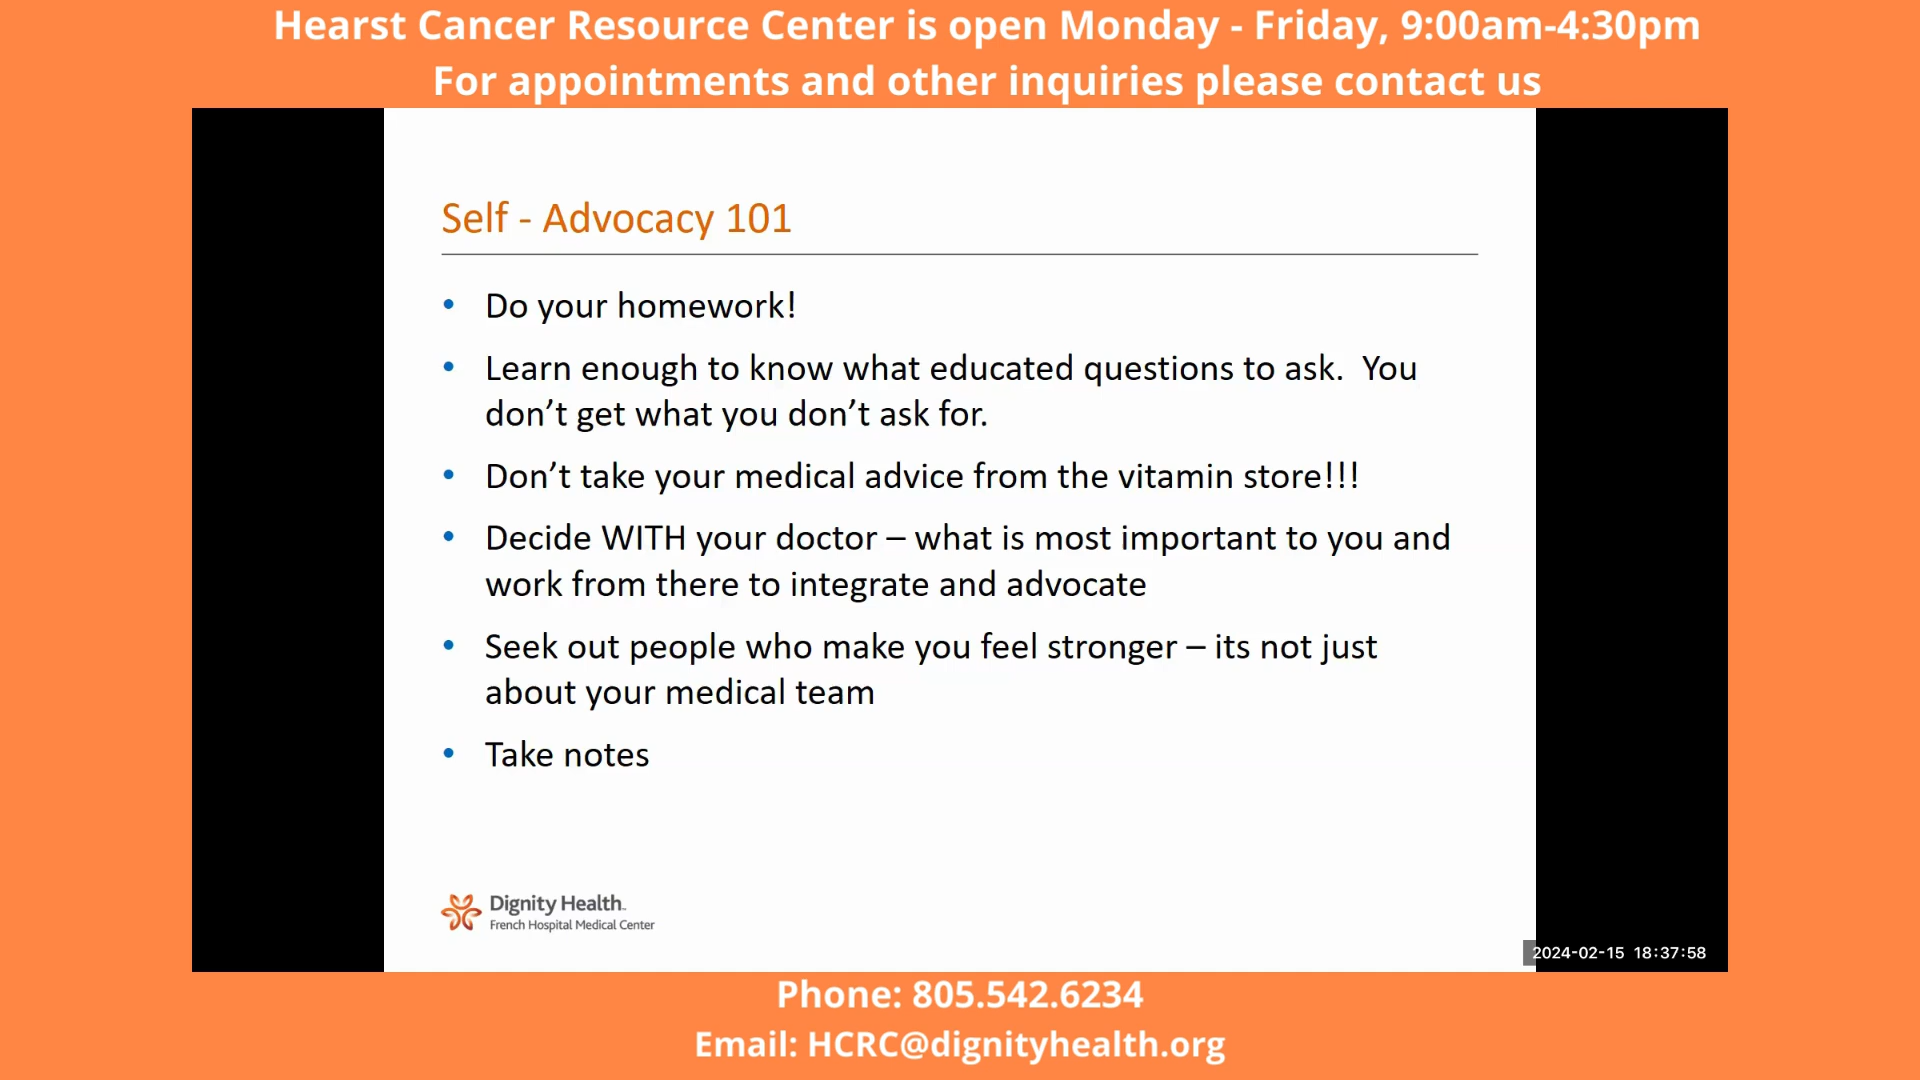 Hearst Cancer Resource Center is open Monday - Friday, 9:00am-4:30pm
For appointments and other inquiries please contact us
Self - Advocacy 101
• Do your homework!
• Learn enough to know what educated questions to ask.  You
don’t get what you don’t ask for.
• Don’t take your medical advice from the vitamin store!!!
• Decide WITH your doctor – what is most important to you and
work from there to integrate and advocate
• Seek out people who make you feel stronger – its not just
about your medical team
• Take notes
Dignity Health™
French Hospital Medical Center
2024-02-15 18:37:58
Phone: 805.542.6234
Email: HCRC@dignityhealth.org